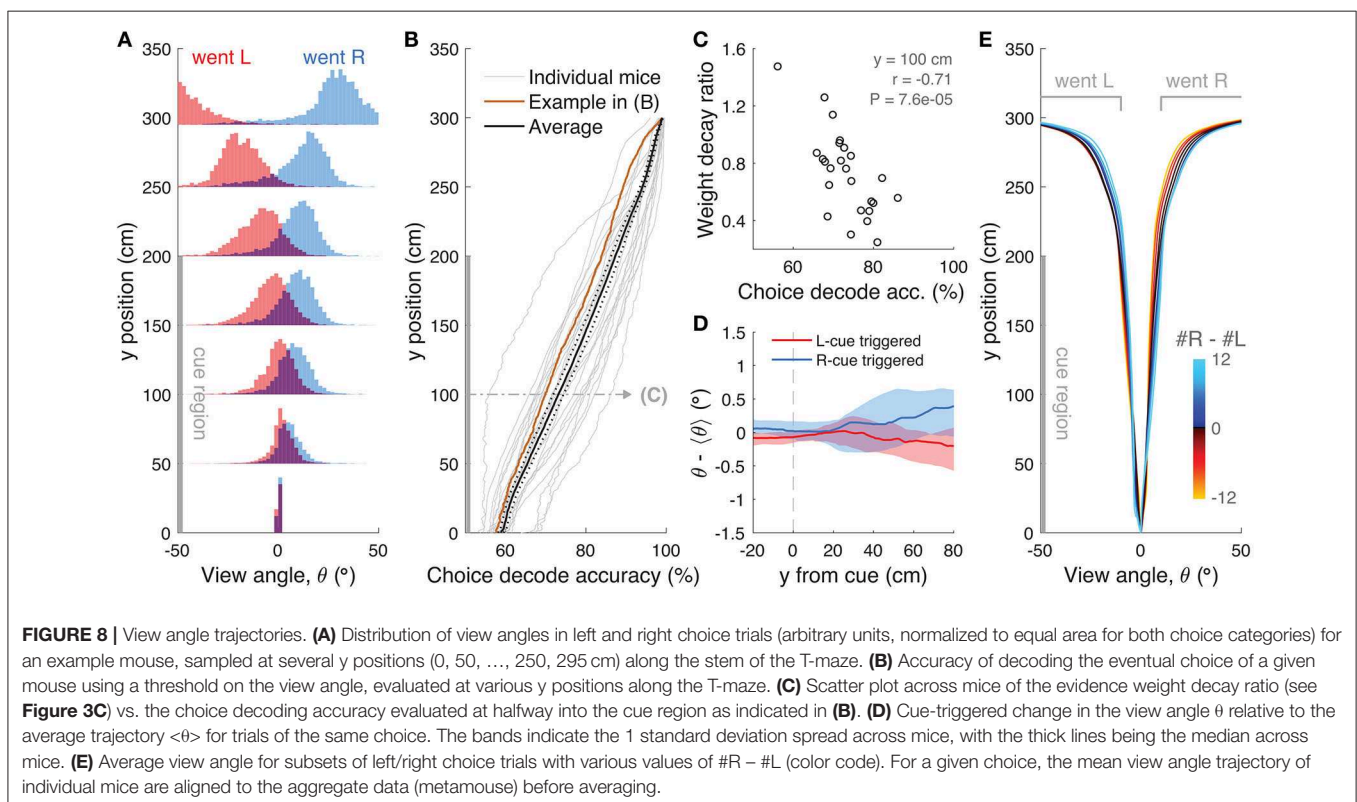 A
350
300
250
200
150
100
50
0
y position (cm)
went L
went R
cue region
-50
0
50
View angle, θ (°)
B
350
300
250
200
150
100
50
0
y position (cm)
Individual mice
Example in (B)
Average
(C)
60
80
100
Choice decode accuracy (%)
C
1.6
1.2
0.8
0.4
Weight decay ratio
y = 100 cm
r = -0.71
P = 7.6e-05
60
80
100
Choice decode acc. (%)
D
1.5
1
0.5
0
-0.5
-1
-1.5
θ - ⟨θ⟩ (°)
L-cue triggered
R-cue triggered
-20
0
20
40
60
80
y from cue (cm)
E
350
300
250
200
150
100
50
0
y position (cm)
went L
went R
cue region
#R - #L
12
0
-12
-50
0
50
View angle, θ (°)
FIGURE 8 | View angle trajectories. (A) Distribution of view angles in left and right choice trials (arbitrary units, normalized to equal area for both choice categories) for
an example mouse, sampled at several y positions (0, 50, …, 250, 295 cm) along the stem of the T-maze. (B) Accuracy of decoding the eventual choice of a given
mouse using a threshold on the view angle, evaluated at various y positions along the T-maze. (C) Scatter plot across mice of the evidence weight decay ratio (see
Figure 3C) vs. the choice decoding accuracy evaluated at halfway into the cue region as indicated in (B). (D) Cue-triggered change in the view angle θ relative to the
average trajectory <θ> for trials of the same choice. The bands indicate the 1 standard deviation spread across mice, with the thick lines being the median across
mice. (E) Average view angle for subsets of left/right choice trials with various values of #R – #L (color code). For a given choice, the mean view angle trajectory of
individual mice are aligned to the aggregate data (metamouse) before averaging.